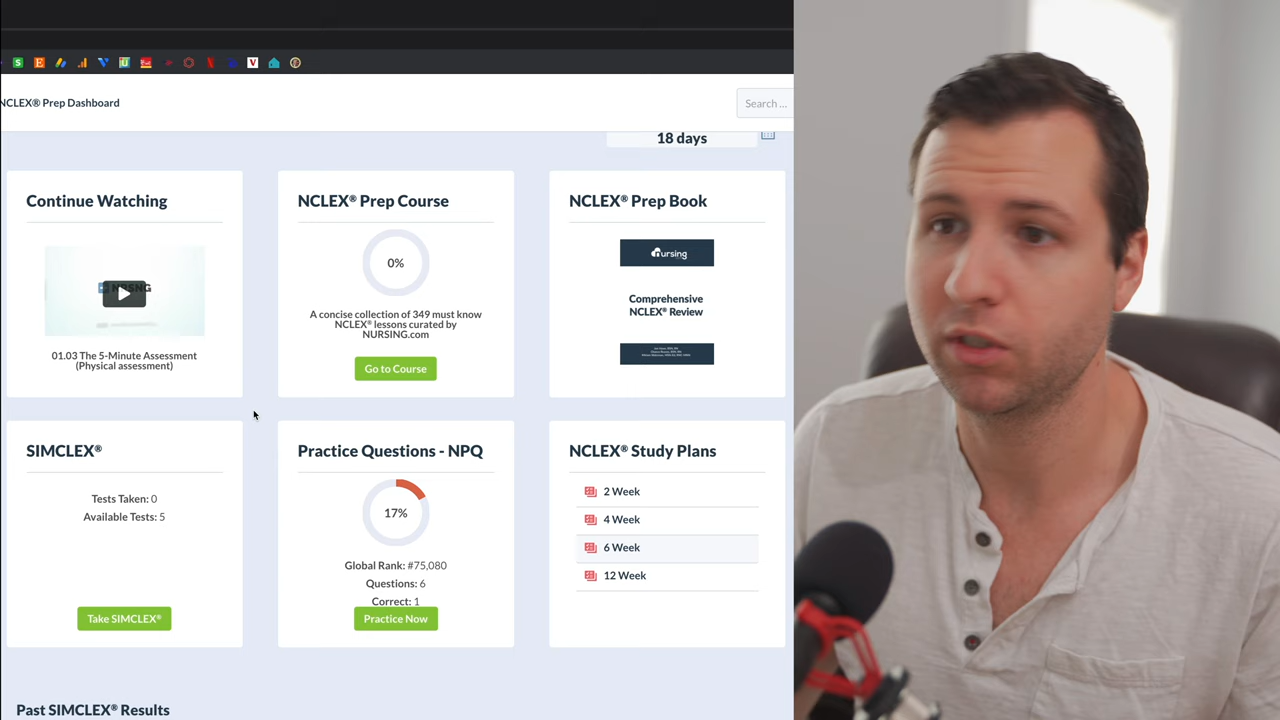 NCLEX® Prep Dashboard
Search ...
18 days
Continue Watching
01.03 The 5-Minute Assessment
(Physical assessment)
NCLEX® Prep Course
0%
A concise collection of 349 must know
NCLEX® lessons curated by
NURSING.com
Go to Course
NCLEX® Prep Book
nursing
Comprehensive
NCLEX® Review
SIMCLEX®
Tests Taken: 0
Available Tests: 5
Take SIMCLEX®
Practice Questions - NPQ
17%
Global Rank: #75,080
Questions: 6
Correct: 1
Practice Now
NCLEX® Study Plans
2 Week
4 Week
6 Week
12 Week
Past SIMCLEX® Results